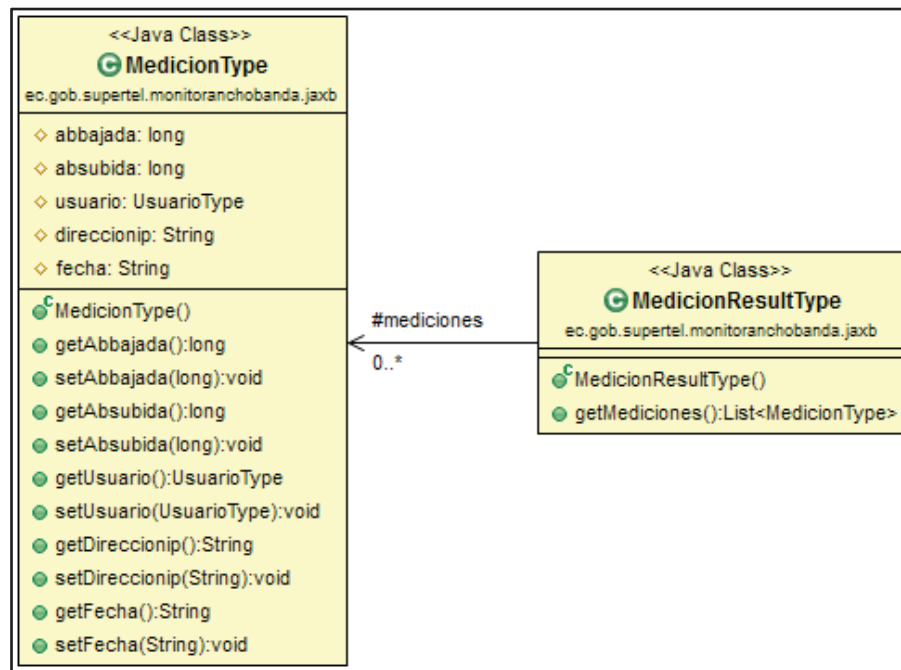 <<Java Class>>
MedicionType
ec.gob.supertel.monitoranchobanda.jaxb
abbajada: long
absubida: long
usuario: UsuarioType
direccionip: String
fecha: String
MedicionType()
getAbbajada():long
setAbbajada(long):void
getAbsubida():long
setAbsubida(long):void
getUsuario():UsuarioType
setUsuario(UsuarioType):void
getDireccionip():String
setDireccionip(String):void
getFecha():String
setFecha(String):void
#mediciones
0..*
<<Java Class>>
MedicionResultType
ec.gob.supertel.monitoranchobanda.jaxb
MedicionResultType()
getMediciones():List<MedicionType>